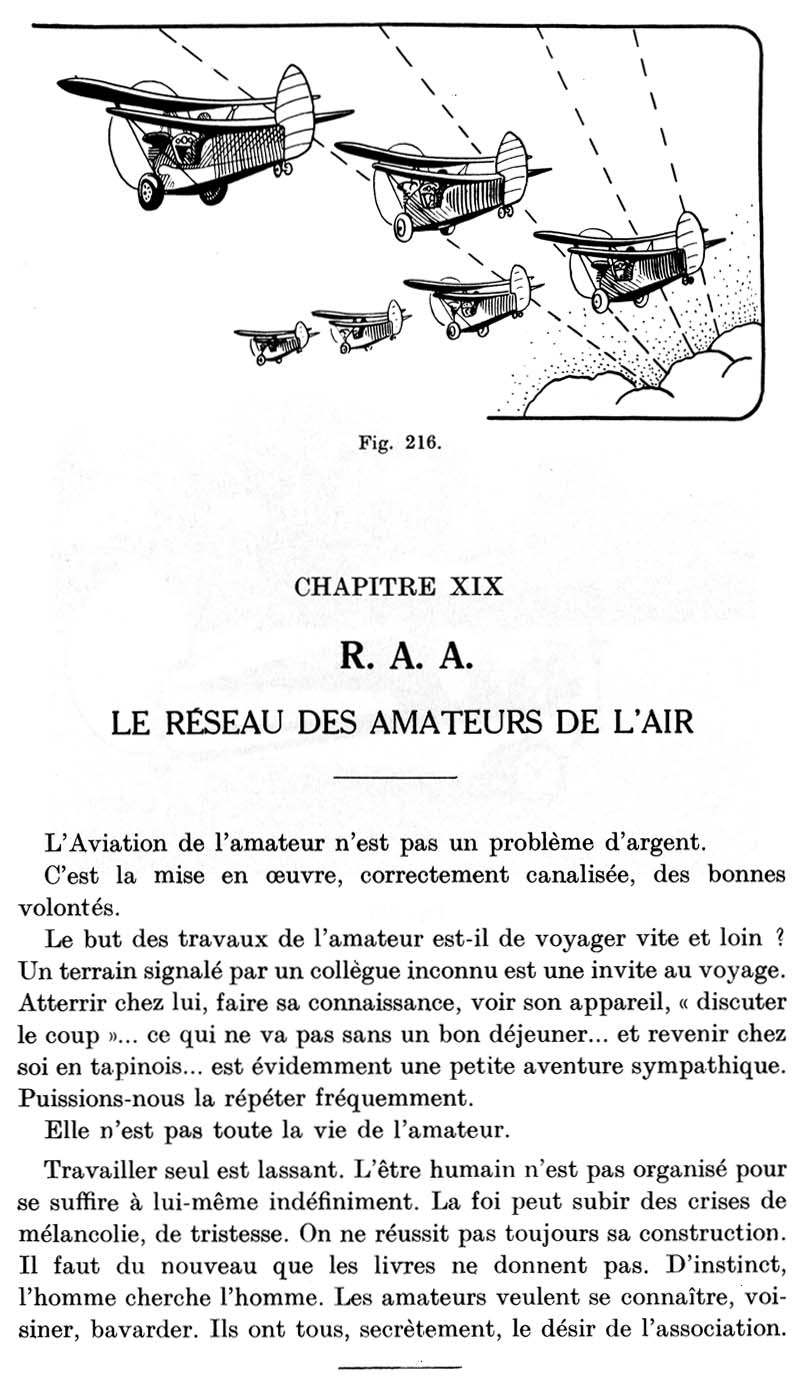 Fig. 216.
CHAPITRE XIX
R. A. A.
LE RÉSEAU DES AMATEURS DE L'AIR
L'Aviation de l'amateur n'est pas un problème d'argent.
C'est la mise en œuvre, correctement canalisée, des bonnes
volontés.
Le but des travaux de l'amateur est-il de voyager vite et loin ?
Un terrain signalé par un collègue inconnu est une invite au voyage.
Atterrir chez lui, faire sa connaissance, voir son appareil, « discuter
le coup »... ce qui ne va pas sans un bon déjeuner... et revenir chez
soi en tapinois... est évidemment une petite aventure sympathique.
Puissions-nous la répéter fréquemment.
Elle n'est pas toute la vie de l'amateur.
Travailler seul est lassant. L'être humain n'est pas organisé pour
se suffire à lui-même indéfiniment. La foi peut subir des crises de
mélancolie, de tristesse. On ne réussit pas toujours sa construction.
Il faut du nouveau que les livres ne donnent pas. D'instinct,
l'homme cherche l'homme. Les amateurs veulent se connaître, voi-
siner, bavarder. Ils ont tous, secrètement, le désir de l'association.